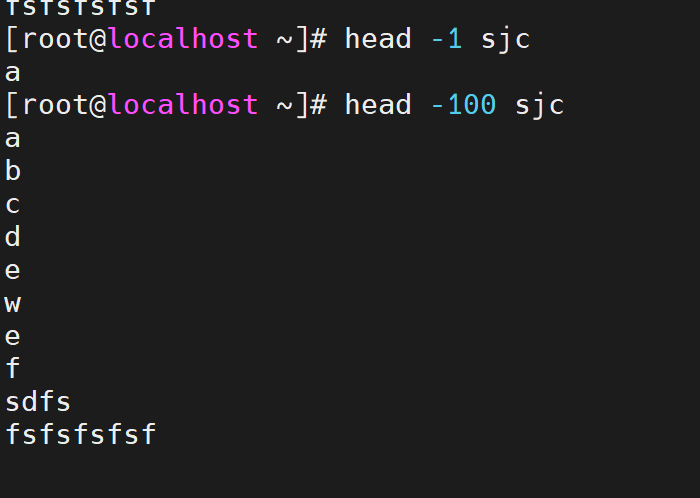 fsfsfsfsf
[root@localhost ~]# head -1 sjc
a
[root@localhost ~]# head -100 sjc
a
b
c
d
e
w
e
f
sdfs
fsfsfsfsf